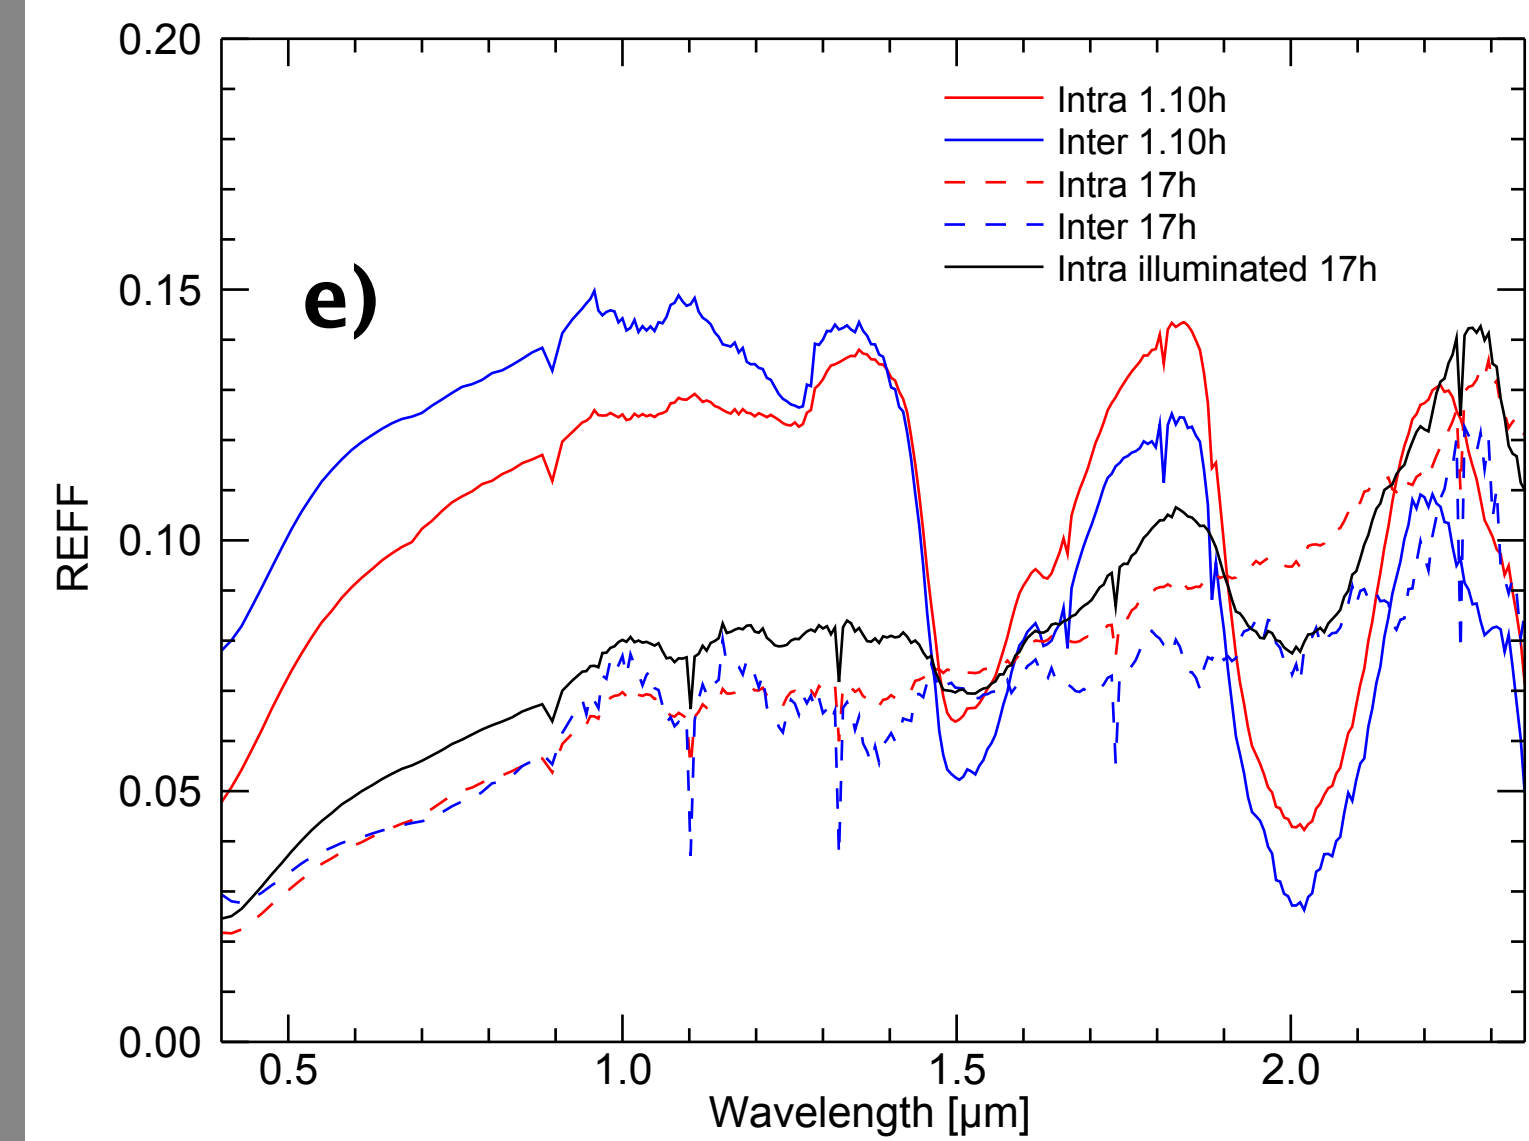 0.20
0.15
0.10
0.05
0.00
REFF
e)
Intra 1.10h
Inter 1.10h
Intra 17h
Inter 17h
Intra illuminated 17h
0.5 1.0 1.5 2.0
Wavelength [µm]